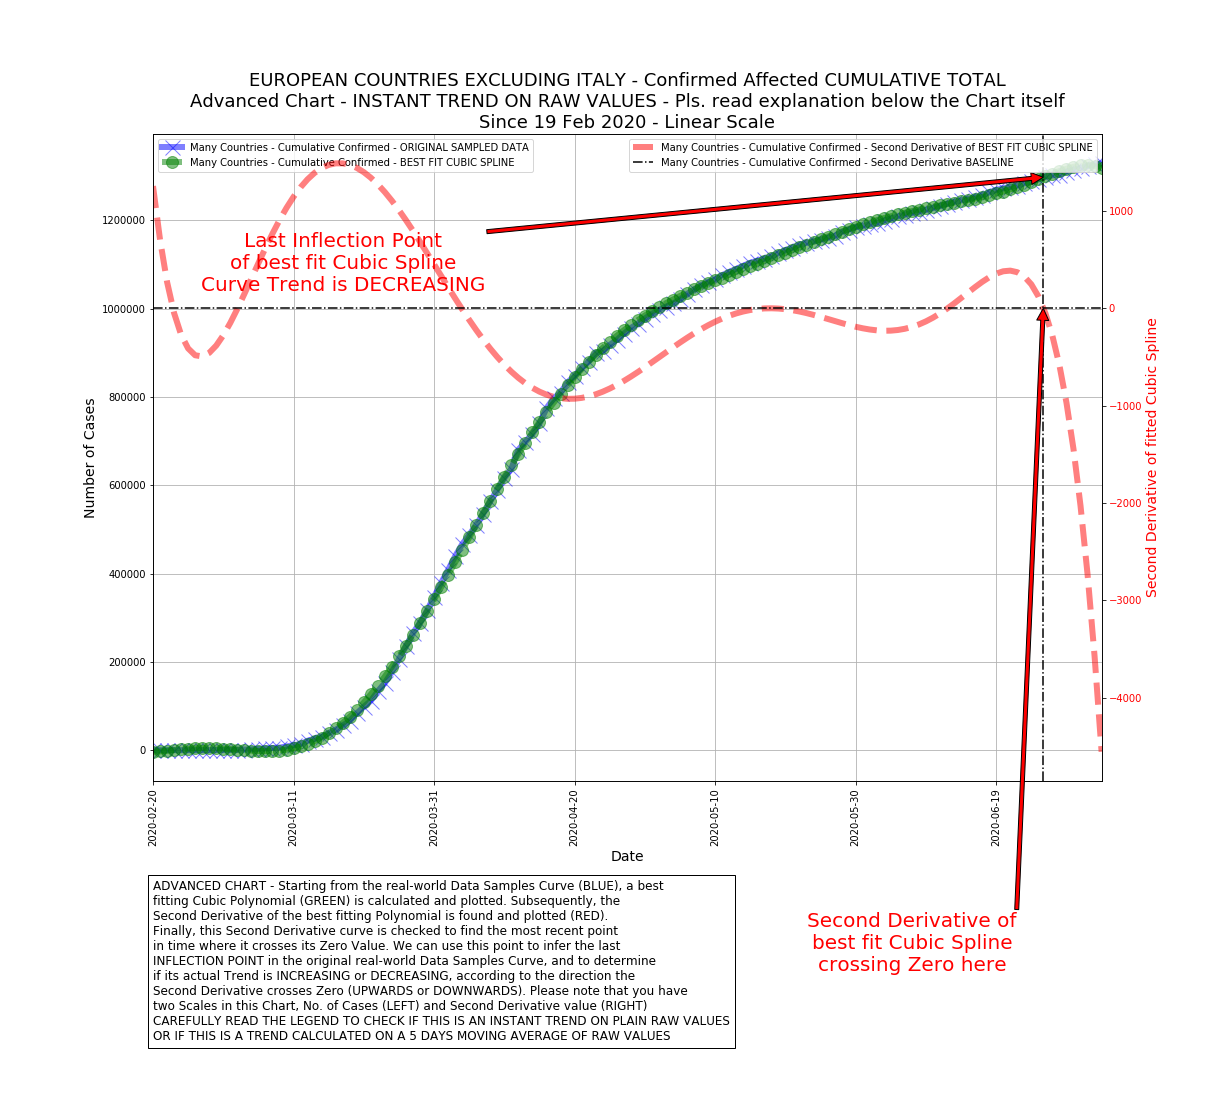 EUROPEAN COUNTRIES EXCLUDING ITALY - Confirmed Affected CUMULATIVE TOTAL
Advanced Chart - INSTANT TREND ON RAW VALUES - Pls. read explanation below the Chart itself
Since 19 Feb 2020 - Linear Scale
Many Countries - Cumulative Confirmed - ORIGINAL SAMPLED DATA
Many Countries - Cumulative Confirmed - BEST FIT CUBIC SPLINE
Many Countries - Cumulative Confirmed - Second Derivative of BEST FIT CUBIC SPLINE
Many Countries - Cumulative Confirmed - Second Derivative BASELINE
Last Inflection Point
of best fit Cubic Spline
Curve Trend is DECREASING
Number of Cases
1200000
1000000
800000
600000
400000
200000
0
1000
0
−1000
−2000
−3000
−4000
Second Derivative of fitted Cubic Spline
2020-02-20
2020-03-11
2020-03-31
2020-04-20
2020-05-10
2020-05-30
2020-06-19
Date
Second Derivative of
best fit Cubic Spline
crossing Zero here
ADVANCED CHART - Starting from the real-world Data Samples Curve (BLUE), a best
fitting Cubic Polynomial (GREEN) is calculated and plotted. Subsequently, the
Second Derivative of the best fitting Polynomial is found and plotted (RED).
Finally, this Second Derivative curve is checked to find the most recent point
in time where it crosses its Zero Value. We can use this point to infer the last
INFLECTION POINT in the original real-world Data Samples Curve, and to determine
if its actual Trend is INCREASING or DECREASING, according to the direction the
Second Derivative crosses Zero (UPWARDS or DOWNWARDS). Please note that you have
two Scales in this Chart, No. of Cases (LEFT) and Second Derivative value (RIGHT)
CAREFULLY READ THE LEGEND TO CHECK IF THIS IS AN INSTANT TREND ON PLAIN RAW VALUES
OR IF THIS IS A TREND CALCULATED ON A 5 DAYS MOVING AVERAGE OF RAW VALUES